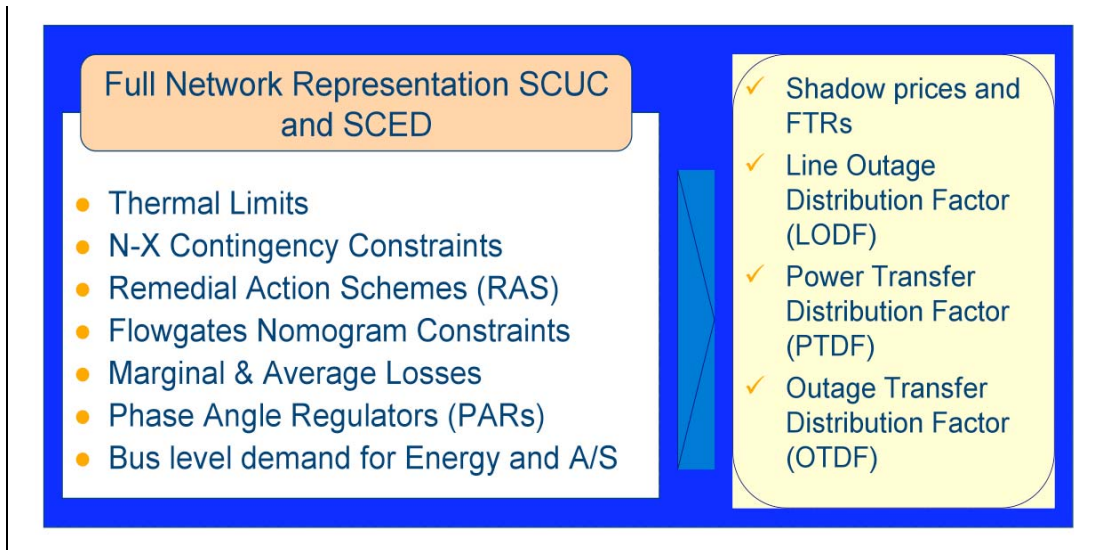 Full Network Representation SCUC
and SCED
Thermal Limits
N-X Contingency Constraints
Remedial Action Schemes (RAS)
Flowgates Nomogram Constraints
Marginal & Average Losses
Phase Angle Regulators (PARs)
Bus level demand for Energy and A/S
Shadow prices and
FTRs
Line Outage
Distribution Factor
(LODF)
Power Transfer
Distribution Factor
(PTDF)
Outage Transfer
Distribution Factor
(OTDF)